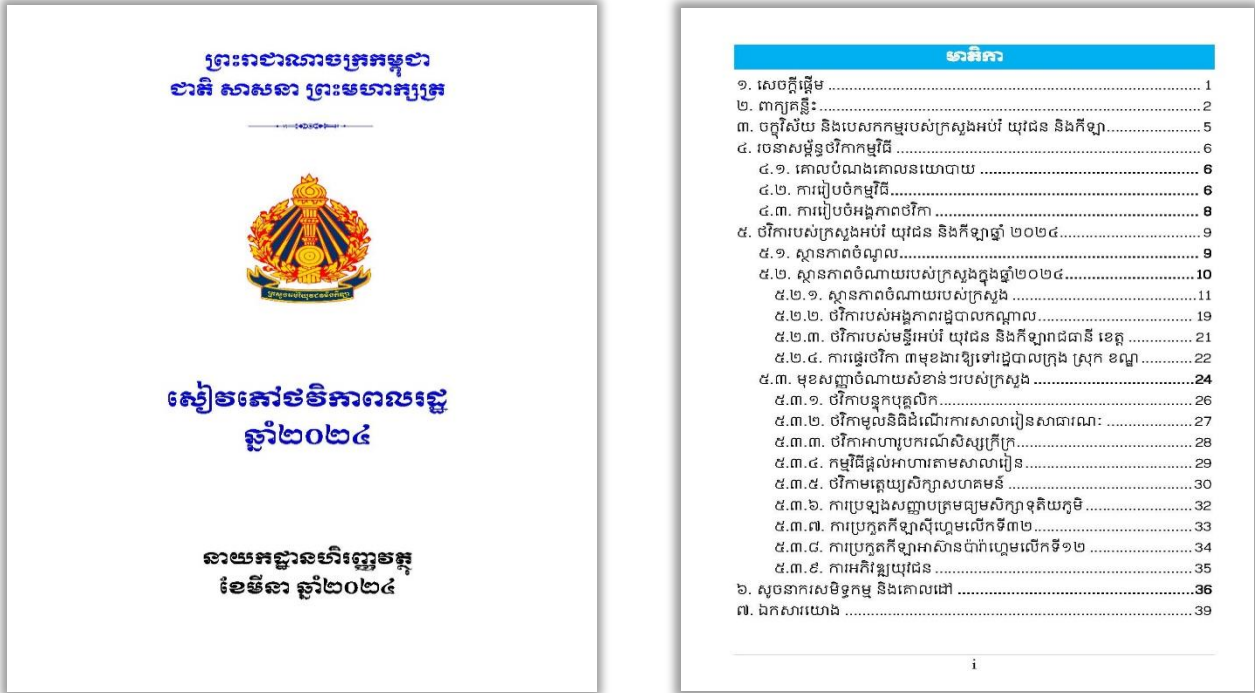 ព្រះរាជាណាចក្រកម្ពុជា
ជាតិ សាសនា ព្រះមហាក្សត្រ
ក្រសួងអប់រំយុវជននិងកីឡា
សៀវភៅថវិកាពលរដ្ឋ
ឆ្នាំ២០២៤
នាយកដ្ឋានហិរញ្ញវត្ថុ
ខែមីនា ឆ្នាំ២០២៤
មាតិកា
១. សេចក្តីផ្តើម ........ 1
២. ពាក្យគន្លឹះ ........ 2
៣. ចក្ខុវិស័យ និងបេសកកម្មរបស់ក្រសួងអប់រំ យុវជន និងកីឡា ........ 5
៤. រចនាសម្ព័ន្ធថវិកាកម្មវិធី ........ 6
៤.១. គោលបំណងគោលនយោបាយ ........ 6
៤.២. ការរៀបចំកម្មវិធី ........ 6
៤.៣. ការរៀបចំអង្គភាពថវិកា ........ 8
៥. ថវិការបស់ក្រសួងអប់រំ យុវជន និងកីឡាឆ្នាំ ២០២៤ ........ 9
៥.១. ស្ថានភាពចំណូល ........ 9
៥.២. ស្ថានភាពចំណាយរបស់ក្រសួងក្នុងឆ្នាំ២០២៤ ........ 10
៥.២.១. ស្ថានភាពចំណាយរបស់ក្រសួង ........ 11
៥.២.២. ថវិការបស់អង្គភាពរដ្ឋបាលកណ្តាល ........ 19
៥.២.៣. ថវិការបស់មន្ទីរអប់រំ យុវជន និងកីឡារាជធានី ខេត្ត ........ 21
៥.២.៤. ការផ្ទេរថវិកា ៣មុខងារឱ្យទៅរដ្ឋបាលក្រុង ស្រុក ខណ្ឌ ........ 22
៥.៣. មុខសញ្ញាចំណាយសំខាន់ៗរបស់ក្រសួង ........ 24
៥.៣.១. ថវិកាបន្ទុកបុគ្គលិក ........ 26
៥.៣.២. ថវិកាមូលនិធិដំណើរការសាលារៀនសាធារណៈ ........ 27
៥.៣.៣. ថវិកាអាហារូបករណ៍សិស្សក្រីក្រ ........ 28
៥.៣.៤. កម្មវិធីផ្តល់អាហារតាមសាលារៀន ........ 29
៥.៣.៥. ថវិកាមត្តេយ្យសិក្សាសហគមន៍ ........ 30
៥.៣.៦. ការប្រឡងសញ្ញាបត្រមធ្យមសិក្សាទុតិយភូមិ ........ 32
៥.៣.៧. ការប្រកួតកីឡាស៊ីហ្គេមលើកទី៣២ ........ 33
៥.៣.៨. ការប្រកួតកីឡាអាស៊ានប៉ារ៉ាហ្គេមលើកទី១២ ........ 34
៥.៣.៩. ការអភិវឌ្ឍយុវជន ........ 35
៦. សូចនាករសមិទ្ធកម្ម និងគោលដៅ ........ 36
៧. ឯកសារយោង ........ 39
i